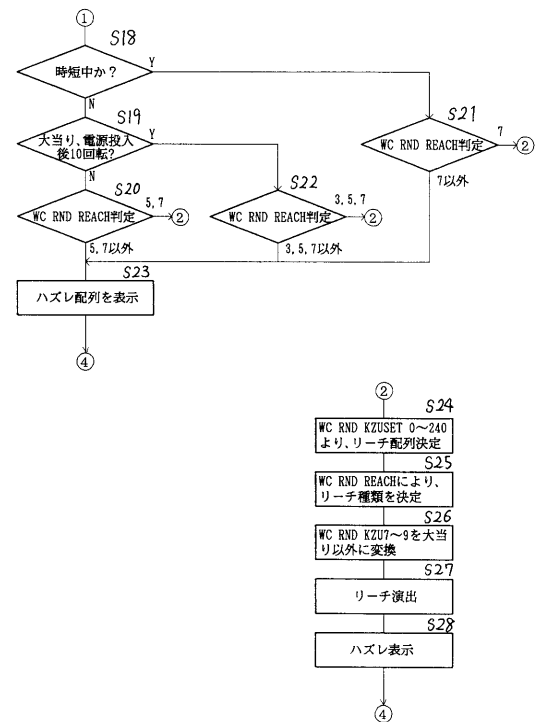 ①
S18
時短中か?
Y
N
S19
大当り、電源投入
後10回転?
Y
N
S21
WC RND REACH判定
7
②
7以外
S20
WC RND REACH判定
5,7
②
5,7以外
S22
WC RND REACH判定
3,5,7
②
3,5,7以外
S23
ハズレ配列を表示
④
②
S24
WC RND KZUSET 0〜240
より、リーチ配列決定
S25
WC RND REACHにより、
リーチ種類を決定
S26
WC RND KZU7〜9を大当
り以外に変換
S27
リーチ演出
S28
ハズレ表示
④